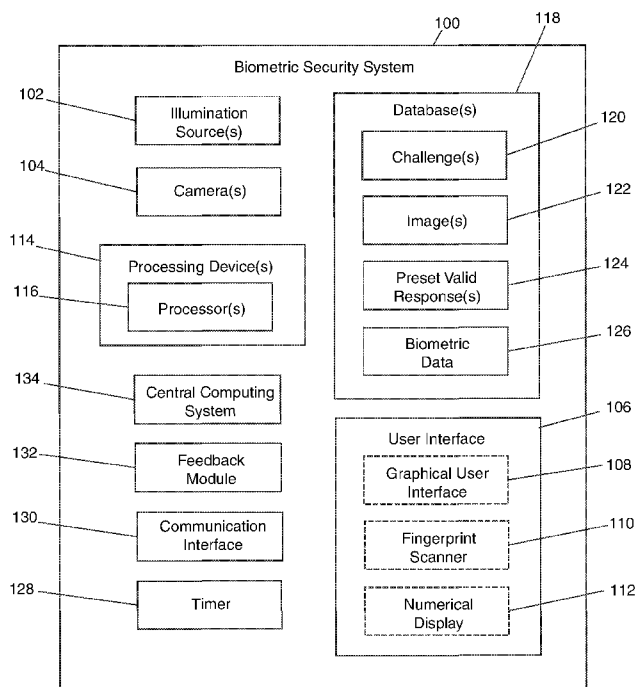 100
Biometric Security System
102
Illumination
Source(s)
104
Camera(s)
114
Processing Device(s)
116
Processor(s)
134
Central Computing
System
132
Feedback
Module
130
Communication
Interface
128
Timer
118
Database(s)
120
Challenge(s)
122
Image(s)
124
Preset Valid
Response(s)
126
Biometric
Data
106
User Interface
108
Graphical User
Interface
110
Fingerprint
Scanner
112
Numerical
Display